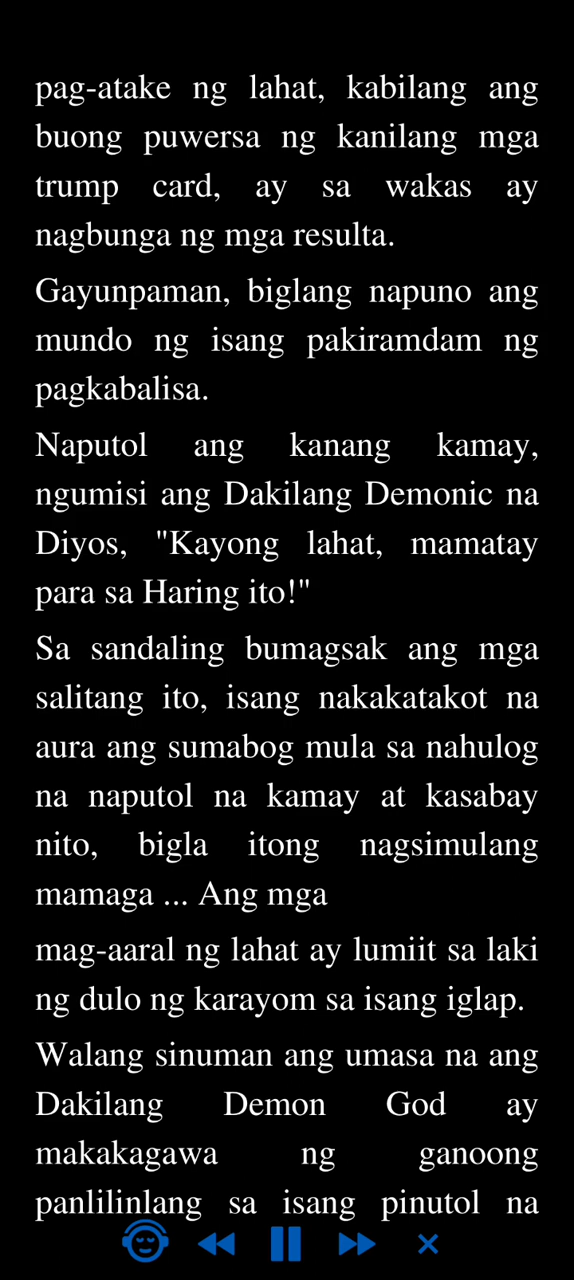 pag-atake ng lahat, kabilang ang
buong puwersa ng kanilang mga
trump card, ay sa wakas ay
nagbunga ng mga resulta.
Gayunpaman, biglang napuno ang
mundo ng isang pakiramdam ng
pagkabalisa.
Naputol ang kanang kamay,
ngumisi ang Dakilang Demonic na
Diyos, "Kayong lahat, mamatay
para sa Haring ito!"
Sa sandaling bumagsak ang mga
salitang ito, isang nakakatakot na
aura ang sumabog mula sa nahulog
na naputol na kamay at kasabay
nito, bigla itong nagsimulang
mamaga ... Ang mga
mag-aaral ng lahat ay lumiit sa laki
ng dulo ng karayom sa isang iglap.
Walang sinuman ang umasa na ang
Dakilang Demon God ay
makakagawa ng ganoong
panlilinlang sa isang pinutol na